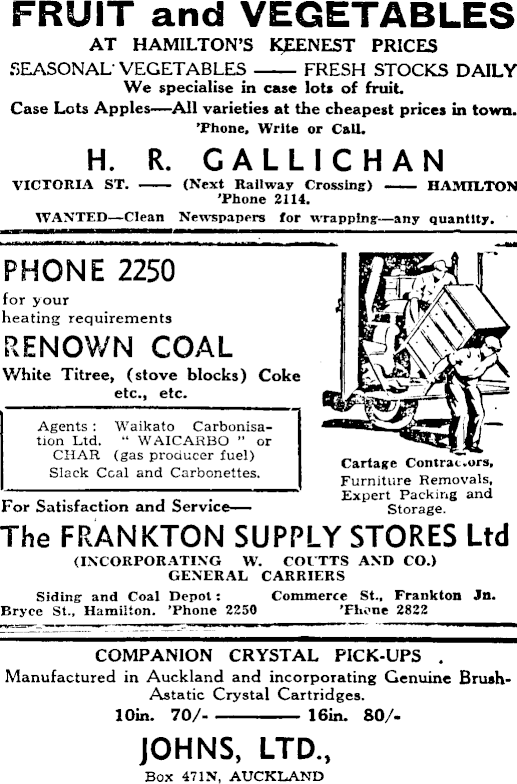 FRUIT and VEGETABLES
AT HAMILTON'S KEENEST PRICES
SEASONAL VEGETABLES — FRESH STOCKS DAILY
We specialise in case lots of fruit.
Case Lots Apples—All varieties at the cheapest prices in town.
'Phone, Write or Call.
H. R. GALLICHAN
VICTORIA ST. — (Next Railway Crossing) — HAMILTON
'Phone 2114.
WANTED—Clean Newspapers for wrapping—any quantity.
PHONE 2250
for your
heating requirements
RENOWN COAL
White Titree, (stove blocks) Coke
etc., etc.
Agents: Waikato Carbonisa-
tion Ltd. "WAICARBO" or
CHAR (gas producer fuel)
Slack Coal and Carbonettes.
Cartage Contractors,
Furniture Removals,
Expert Packing and
Storage.
For Satisfaction and Service—
The FRANKTON SUPPLY STORES Ltd
(INCORPORATING W. COUTTS AND CO.)
GENERAL CARRIERS
Siding and Coal Depot: Commerce St., Frankton Jn.
Bryce St., Hamilton. 'Phone 2250 'Phone 2822
COMPANION CRYSTAL PICK-UPS.
Manufactured in Auckland and incorporating Genuine Brush-
Astatic Crystal Cartridges.
10in. 70/- — 16in. 80/-
JOHNS, LTD.,
Box 471N, AUCKLAND